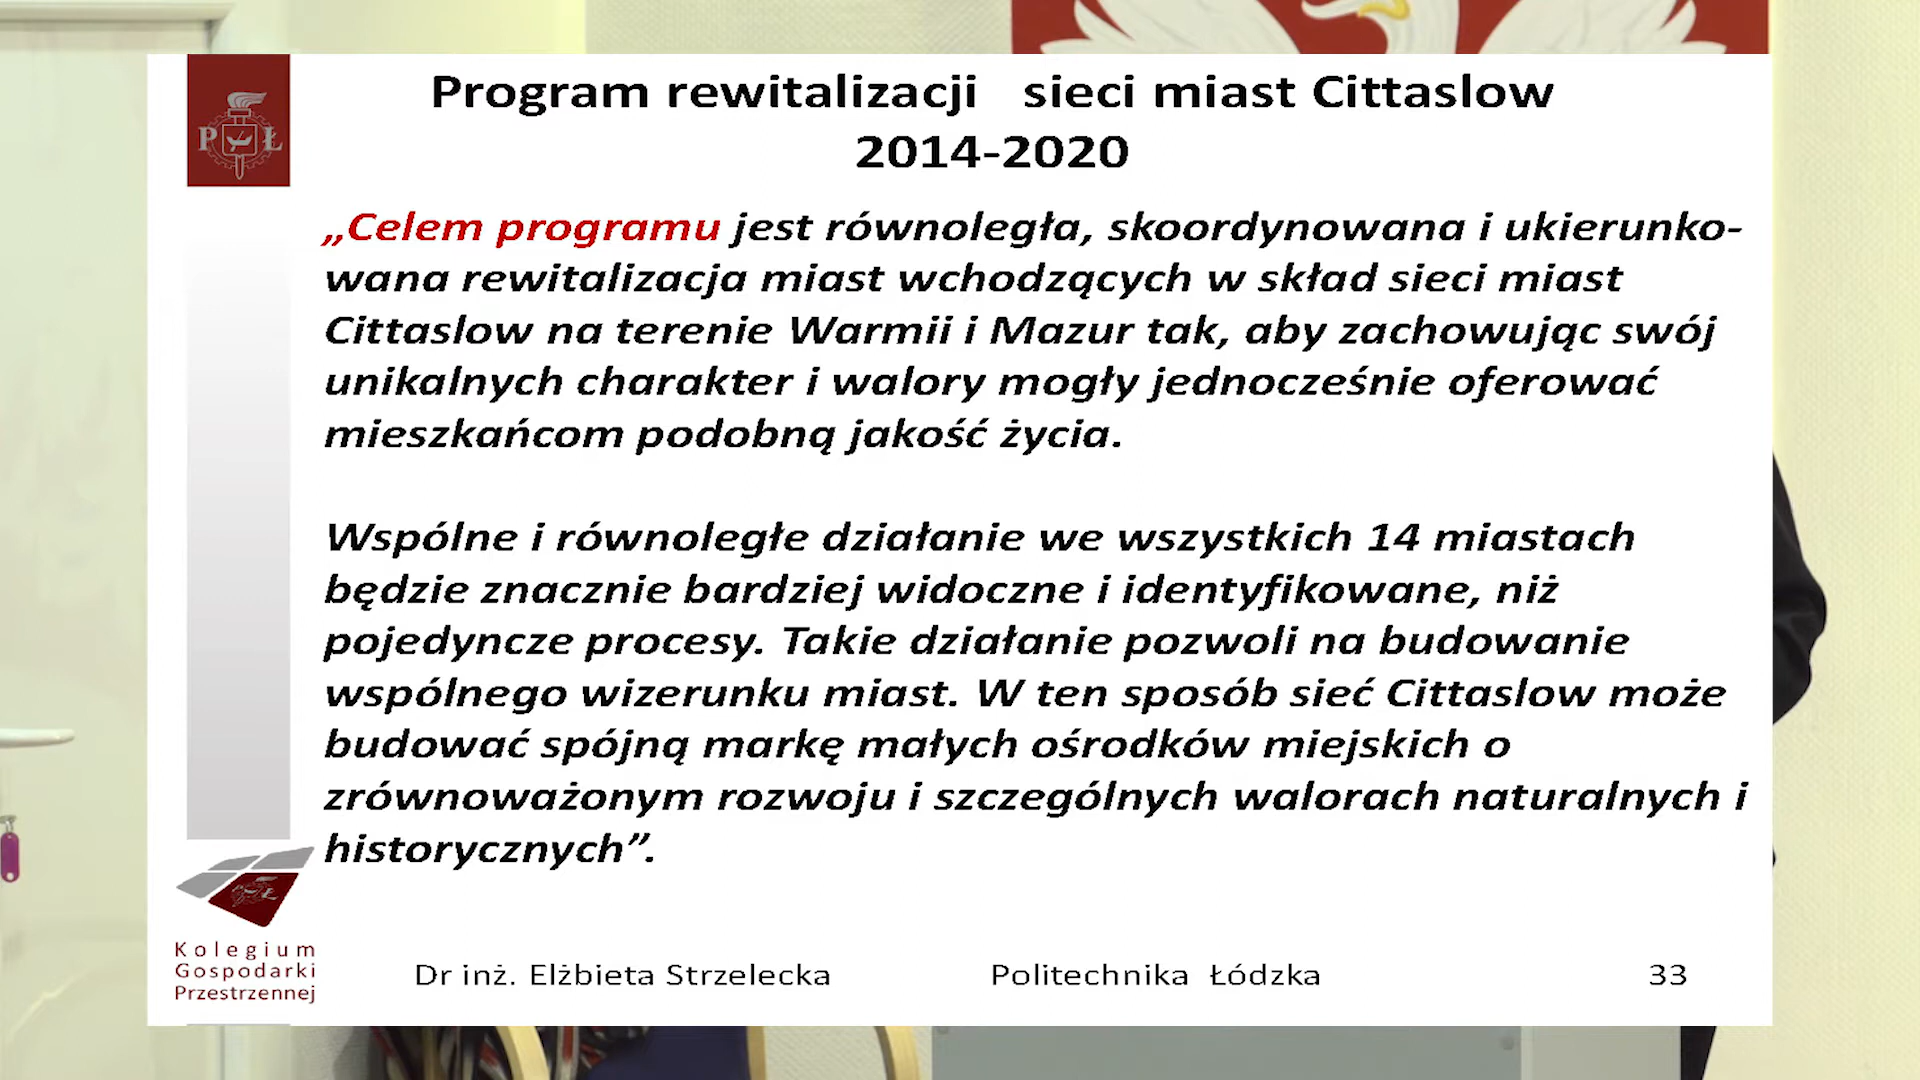 Program rewitalizacji sieci miast Cittaslow
2014-2020
„Celem programu jest równoległa, skoordynowana i ukierunko-
wana rewitalizacja miast wchodzących w skład sieci miast
Cittaslow na terenie Warmii i Mazur tak, aby zachowując swój
unikalnych charakter i walory mogły jednocześnie oferować
mieszkańcom podobną jakość życia.
Wspólne i równoległe działanie we wszystkich 14 miastach
będzie znacznie bardziej widoczne i identyfikowane, niż
pojedyncze procesy. Takie działanie pozwoli na budowanie
wspólnego wizerunku miast. W ten sposób sieć Cittaslow może
budować spójną markę małych ośrodków miejskich o
zrównoważonym rozwoju i szczególnych walorach naturalnych i
historycznych”.
P Ł
Kolegium
Gospodarki
Przestrzennej
Dr inż. Elżbieta Strzelecka Politechnika Łódzka 33